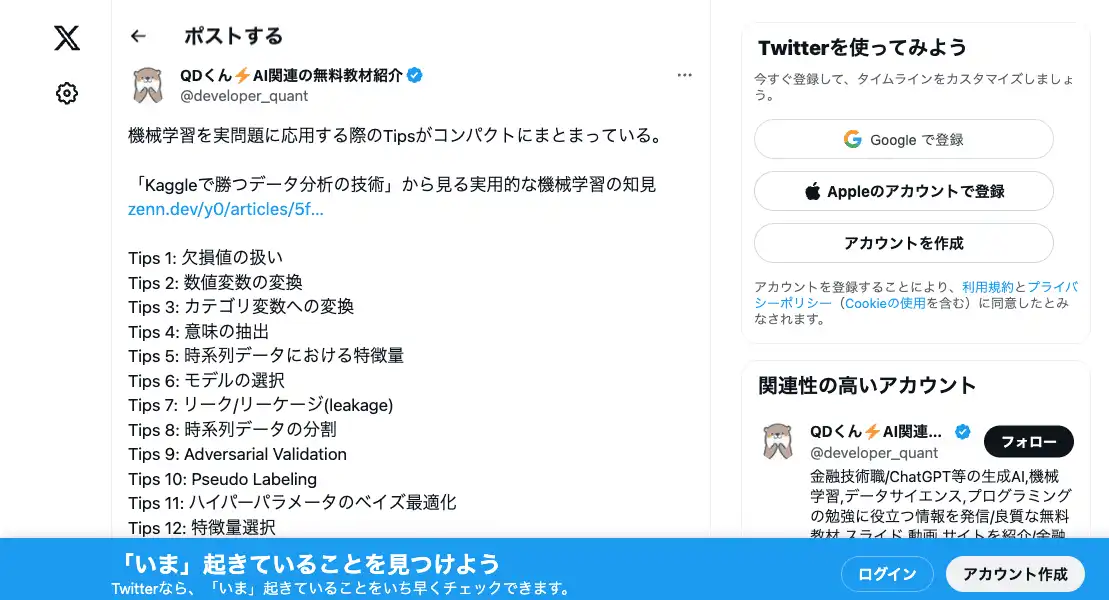 ポストする
QDくん⚡AI関連の無料教材紹介
@developer_quant
機械学習を実問題に応用する際のTipsがコンパクトにまとまっている。
「Kaggleで勝つデータ分析の技術」から見る実用的な機械学習の知見
zenn.dev/y0/articles/5f...
Tips 1: 欠損値の扱い
Tips 2: 数値変数の変換
Tips 3: カテゴリ変数への変換
Tips 4: 意味の抽出
Tips 5: 時系列データにおける特徴量
Tips 6: モデルの選択
Tips 7: リーク/リーケージ(leakage)
Tips 8: 時系列データの分割
Tips 9: Adversarial Validation
Tips 10: Pseudo Labeling
Tips 11: ハイパーパラメータのベイズ最適化
Tips 12: 特徴量選択
Twitterを使ってみよう
今すぐ登録して、タイムラインをカスタマイズしましょ
う。
Google で登録
Appleのアカウントで登録
アカウントを作成
アカウントを登録することにより、利用規約とプライバ
シーポリシー（Cookieの使用を含む）に同意したとみ
なされます。
関連性の高いアカウント
QDくん⚡AI関連...
フォロー
@developer_quant
金融技術職/ChatGPT等の生成AI,機械
学習,データサイエンス,プログラミング
の勉強に役立つ情報を発信/良質な無料
教材,スライド,動画,サイトを紹介/金融
「いま」起きていることを見つけよう
Twitterなら、「いま」起きていることをいち早くチェックできます。
ログイン
アカウント作成